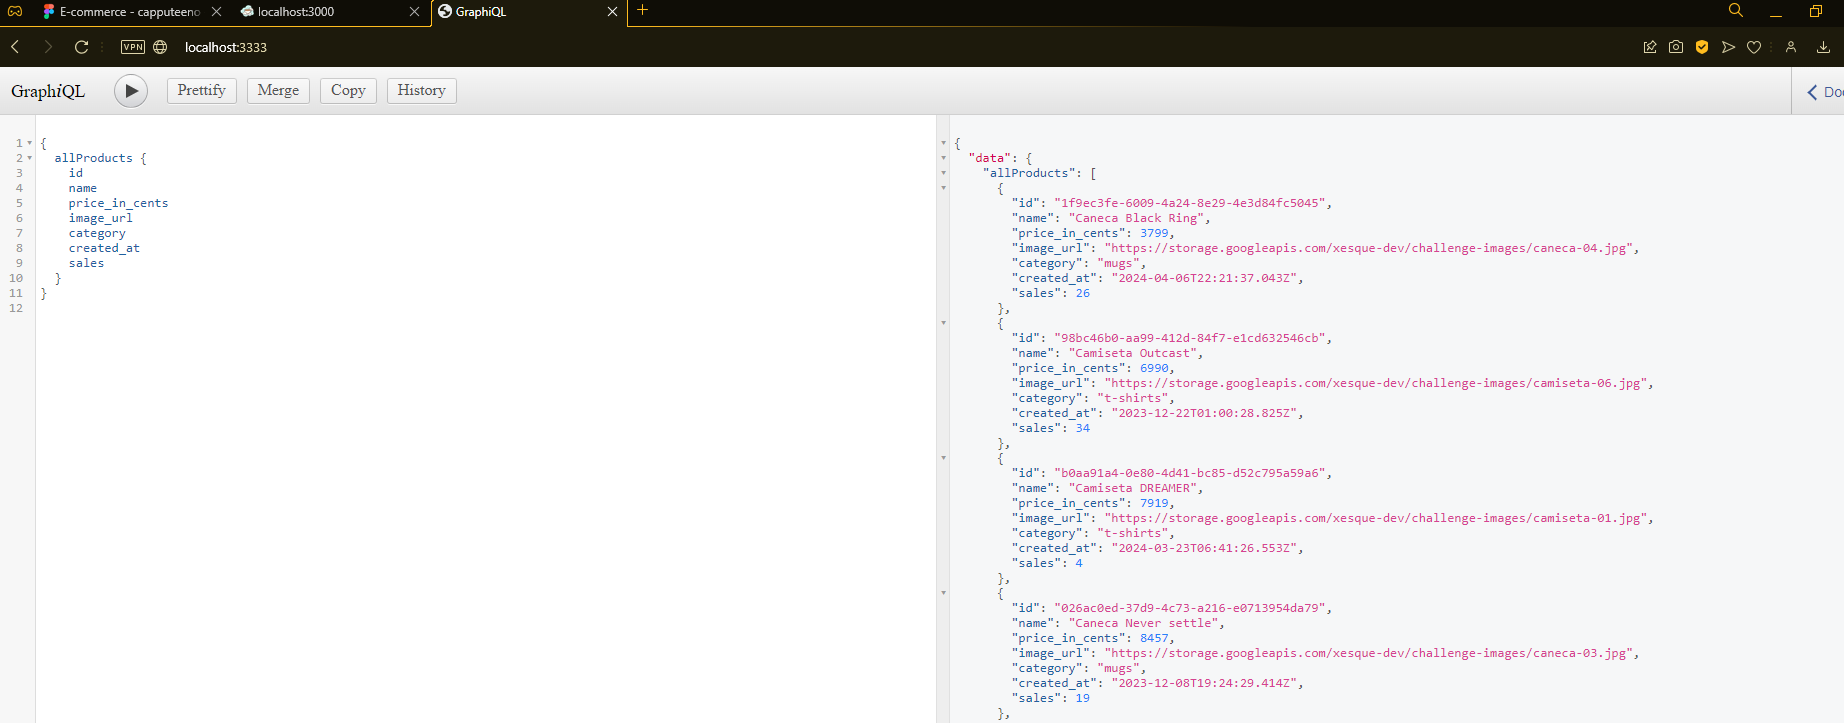 E-commerce - capputeeno
localhost:3000
GraphiQL
VPN
localhost:3333
GraphiQL
Prettify
Merge
Copy
History
Doc
1 {
2 allProducts {
3 id
4 name
5 price_in_cents
6 image_url
7 category
8 created_at
9 sales
10 }
11 }
12
{
"data": {
"allProducts": [
{
"id": "1f9ec3fe-6009-4a24-8e29-4e3d84fc5045",
"name": "Caneca Black Ring",
"price_in_cents": 3799,
"image_url": "https://storage.googleapis.com/xesque-dev/challenge-images/caneca-04.jpg",
"category": "mugs",
"created_at": "2024-04-06T22:21:37.043Z",
"sales": 26
},
{
"id": "98bc46b0-aa99-412d-84f7-e1cd632546cb",
"name": "Camiseta Outcast",
"price_in_cents": 6990,
"image_url": "https://storage.googleapis.com/xesque-dev/challenge-images/camiseta-06.jpg",
"category": "t-shirts",
"created_at": "2023-12-22T01:00:28.825Z",
"sales": 34
},
{
"id": "b0aa91a4-0e80-4d41-bc85-d52c795a59a6",
"name": "Camiseta DREAMER",
"price_in_cents": 7919,
"image_url": "https://storage.googleapis.com/xesque-dev/challenge-images/camiseta-01.jpg",
"category": "t-shirts",
"created_at": "2024-03-23T06:41:26.553Z",
"sales": 4
},
{
"id": "026ac0ed-37d9-4c73-a216-e0713954da79",
"name": "Caneca Never settle",
"price_in_cents": 8457,
"image_url": "https://storage.googleapis.com/xesque-dev/challenge-images/caneca-03.jpg",
"category": "mugs",
"created_at": "2023-12-08T19:24:29.414Z",
"sales": 19
},